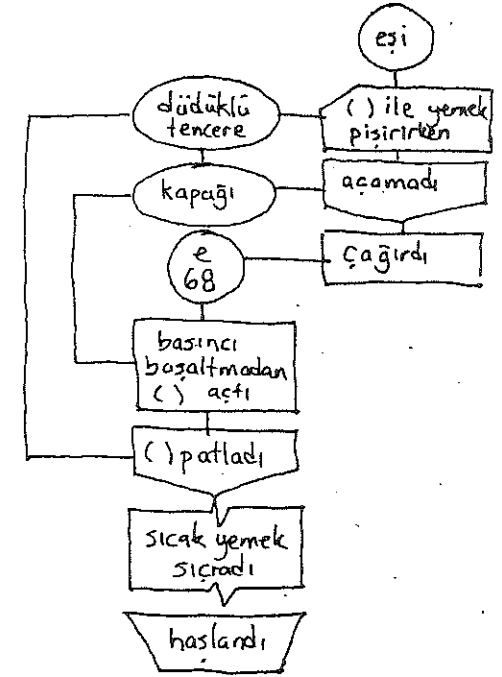 eşi
düdüklü
tencere
( ) ile yemek
pişirirken
kapağı
açamadı
e
68
çağırdı
basıncı
boşaltmadan
( ) açtı
( ) patladı
sıcak yemek
sıçradı
haşlandı